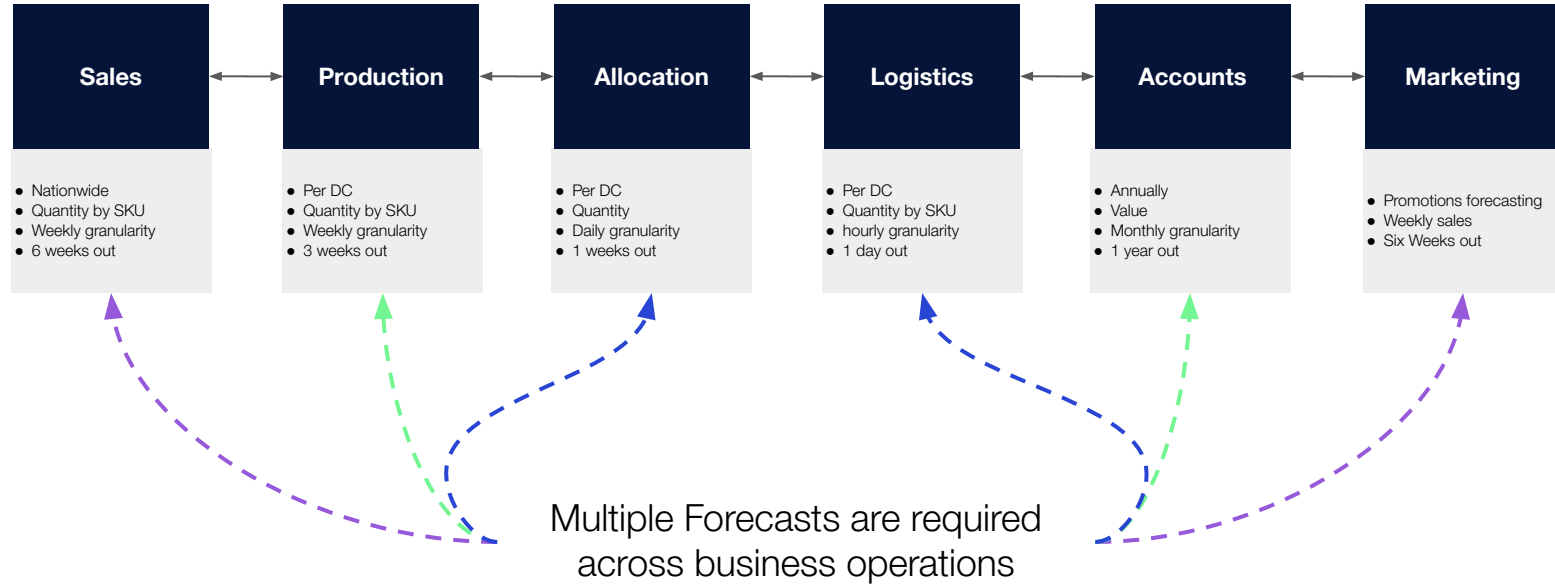 Sales
Production
Allocation
Logistics
Accounts
Marketing
● Nationwide
● Quantity by SKU
● Weekly granularity
● 6 weeks out
● Per DC
● Quantity by SKU
● Weekly granularity
● 3 weeks out
● Per DC
● Quantity
● Daily granularity
● 1 weeks out
● Per DC
● Quantity by SKU
● hourly granularity
● 1 day out
● Annually
● Value
● Monthly granularity
● 1 year out
● Promotions forecasting
● Weekly sales
● Six Weeks out
Multiple Forecasts are required
across business operations